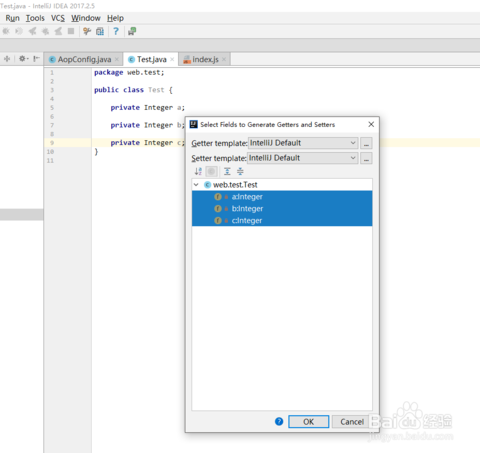 Test.java - IntelliJ IDEA 2017.2.5
Run Tools VCS Window Help
AopConfig.java Test.java index.js
1 package web.test;
2
3 public class Test {
4
5 private Integer a;
6
7 private Integer b;
8
9 private Integer c;
10 }
11
Select Fields to Generate Getters and Setters
Getter template: IntelliJ Default ...
Setter template: IntelliJ Default ...
web.test.Test
a:Integer
b:Integer
c:Integer
? OK Cancel
Baidu 经验
jingyan.baidu.com